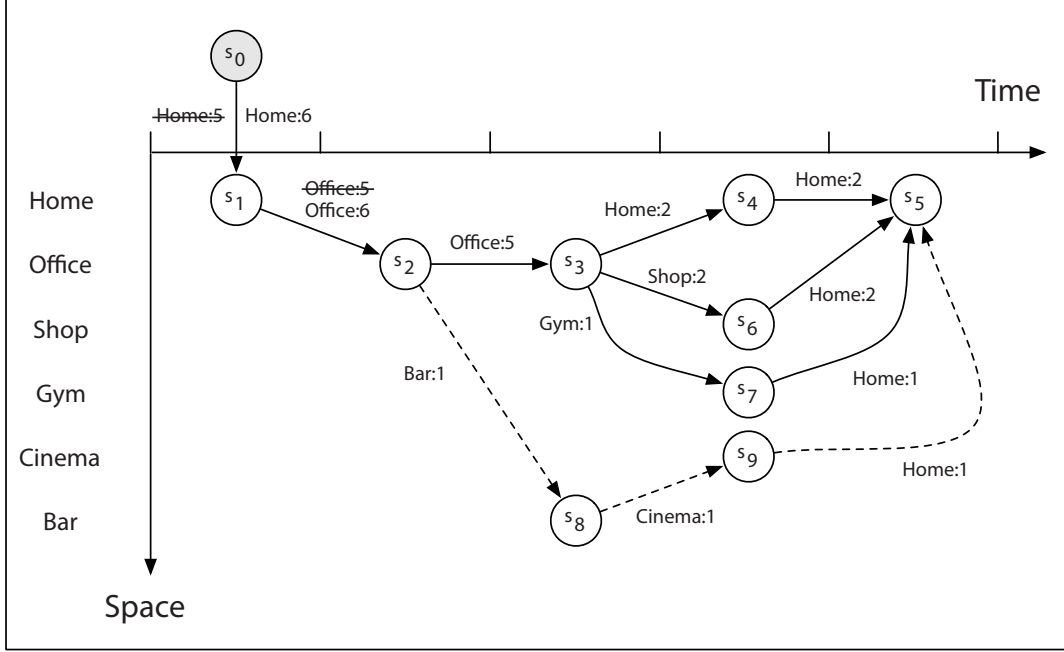 s0
Time
Home:5 Home:6
Home
s1
Office:5
Office:6
Home:2
s4
Home:2
s5
Office
s2
Office:5
s3
Shop:2
Home:2
Shop
s6
Gym:1
Gym
Bar:1
s7
Home:1
Cinema
s9
Home:1
Bar
s8
Cinema:1
Space